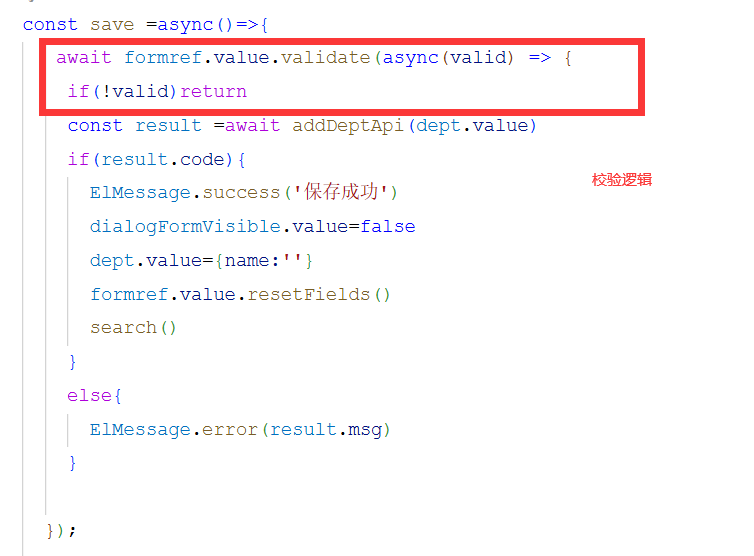 const save =async()=>{
await formref.value.validate(async(valid) => {
if(!valid)return
const result =await addDeptApi(dept.value)
if(result.code){
ElMessage.success('保存成功')
dialogFormVisible.value=false
dept.value={name:''}
formref.value.resetFields()
search()
}
else{
ElMessage.error(result.msg)
}
});
校验逻辑